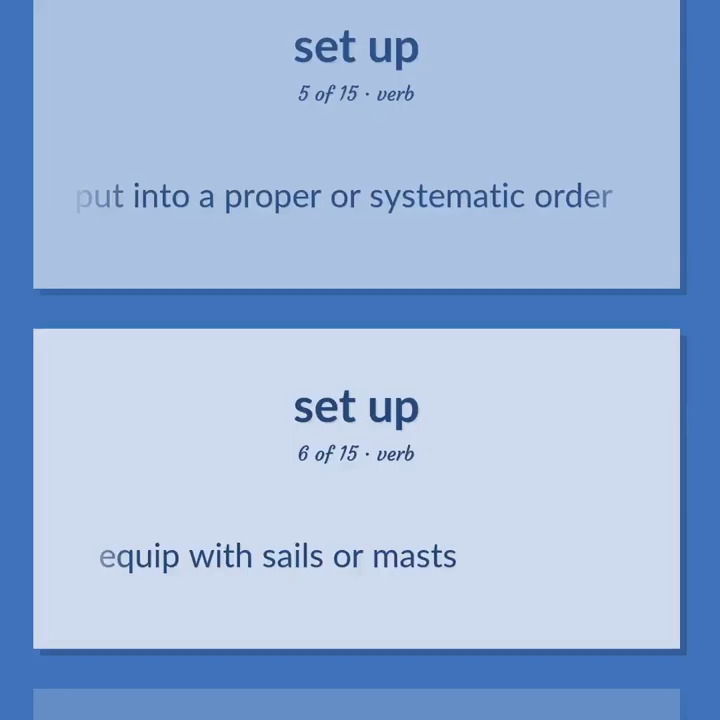 set up
5 of 15 · verb
put into a proper or systematic order
set up
6 of 15 · verb
equip with sails or masts